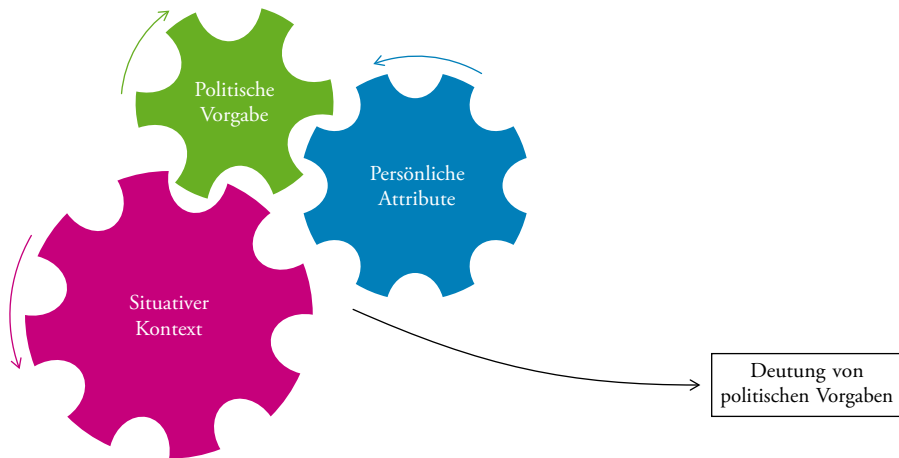 Politische
Vorgabe
Persönliche
Attribute
Situativer
Kontext
Deutung von
politischen Vorgaben